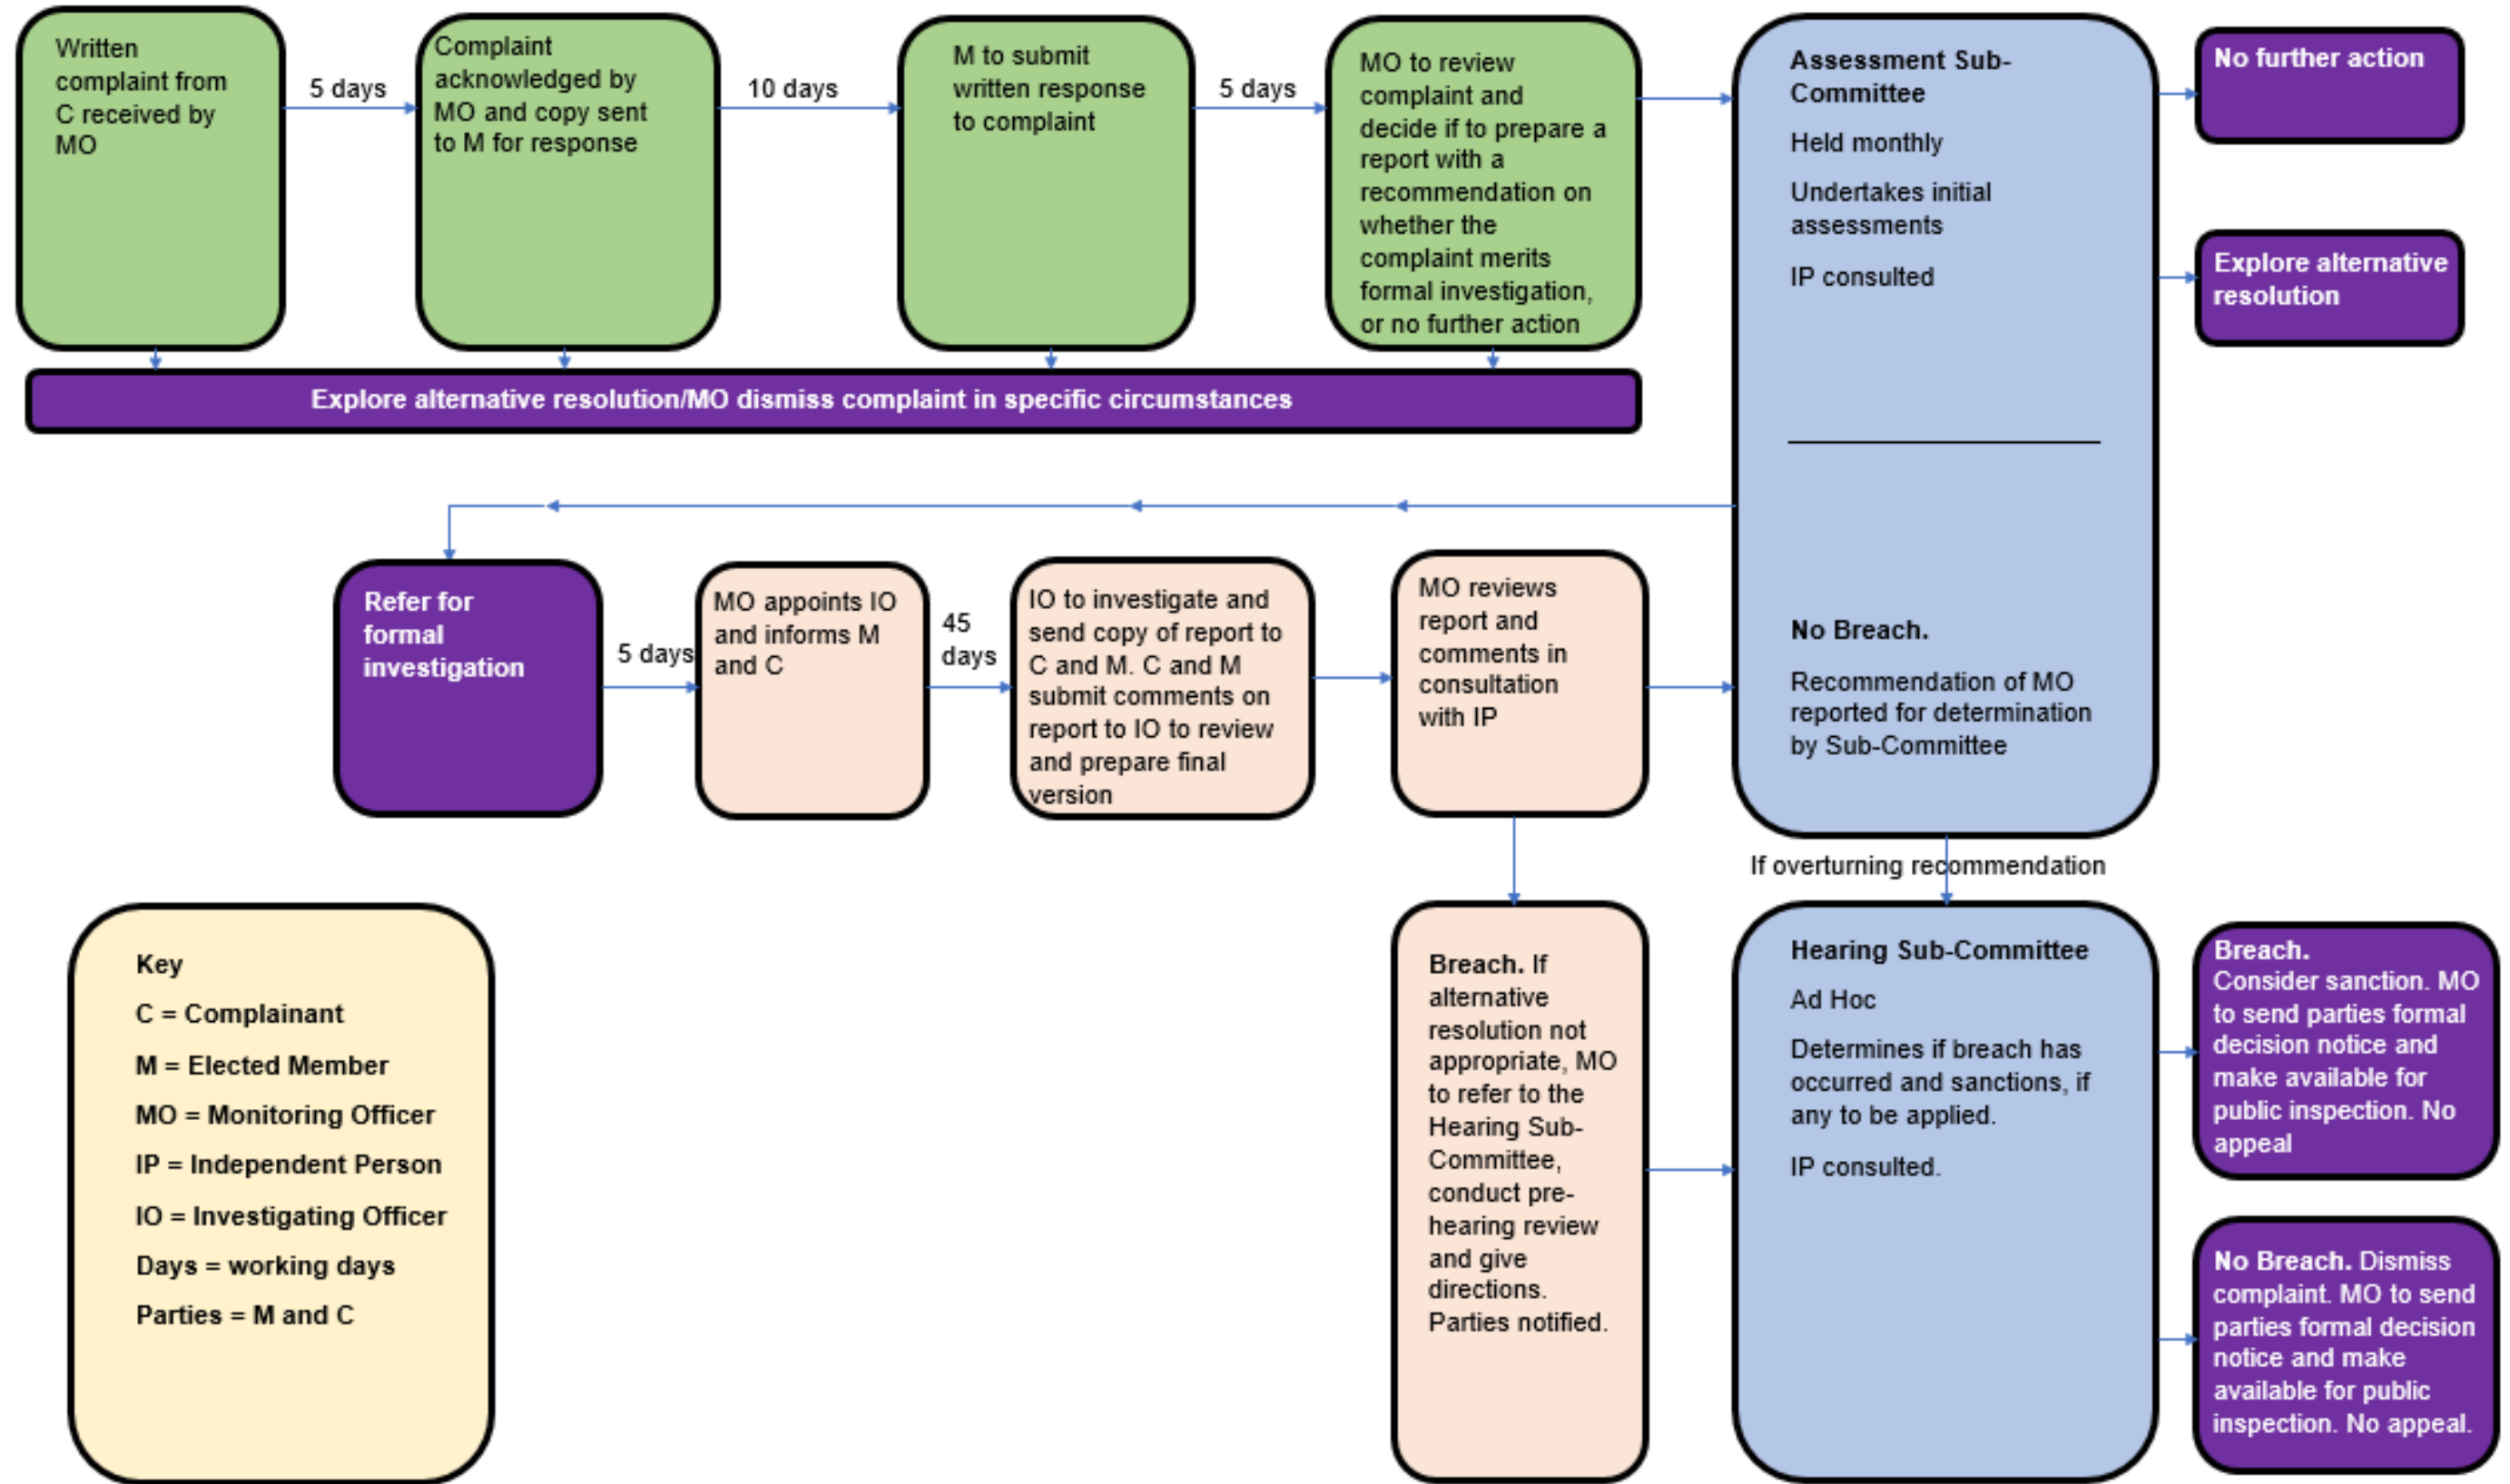 Written
complaint from
C received by
MO
5 days
Complaint
acknowledged by
MO and copy sent
to M for response
10 days
M to submit
written response
to complaint
5 days
MO to review
complaint and
decide if to prepare a
report with a
recommendation on
whether the
complaint merits
formal investigation,
or no further action
Assessment Sub-
Committee
Held monthly
Undertakes initial
assessments
IP consulted
No further action
Explore alternative
resolution
Explore alternative resolution/MO dismiss complaint in specific circumstances
Refer for
formal
investigation
5 days
MO appoints IO
and informs M
and C
45
days
IO to investigate and
send copy of report to
C and M. C and M
submit comments on
report to IO to review
and prepare final
version
MO reviews
report and
comments in
consultation
with IP
No Breach.
Recommendation of MO
reported for determination
by Sub-Committee
If overturning recommendation
Key
C = Complainant
M = Elected Member
MO = Monitoring Officer
IP = Independent Person
IO = Investigating Officer
Days = working days
Parties = M and C
Breach. If
alternative
resolution not
appropriate, MO
to refer to the
Hearing Sub-
Committee,
conduct pre-
hearing review
and give
directions.
Parties notified.
Hearing Sub-Committee
Ad Hoc
Determines if breach has
occurred and sanctions, if
any to be applied.
IP consulted.
Breach.
Consider sanction. MO
to send parties formal
decision notice and
make available for
public inspection. No
appeal
No Breach. Dismiss
complaint. MO to send
parties formal decision
notice and make
available for public
inspection. No appeal.